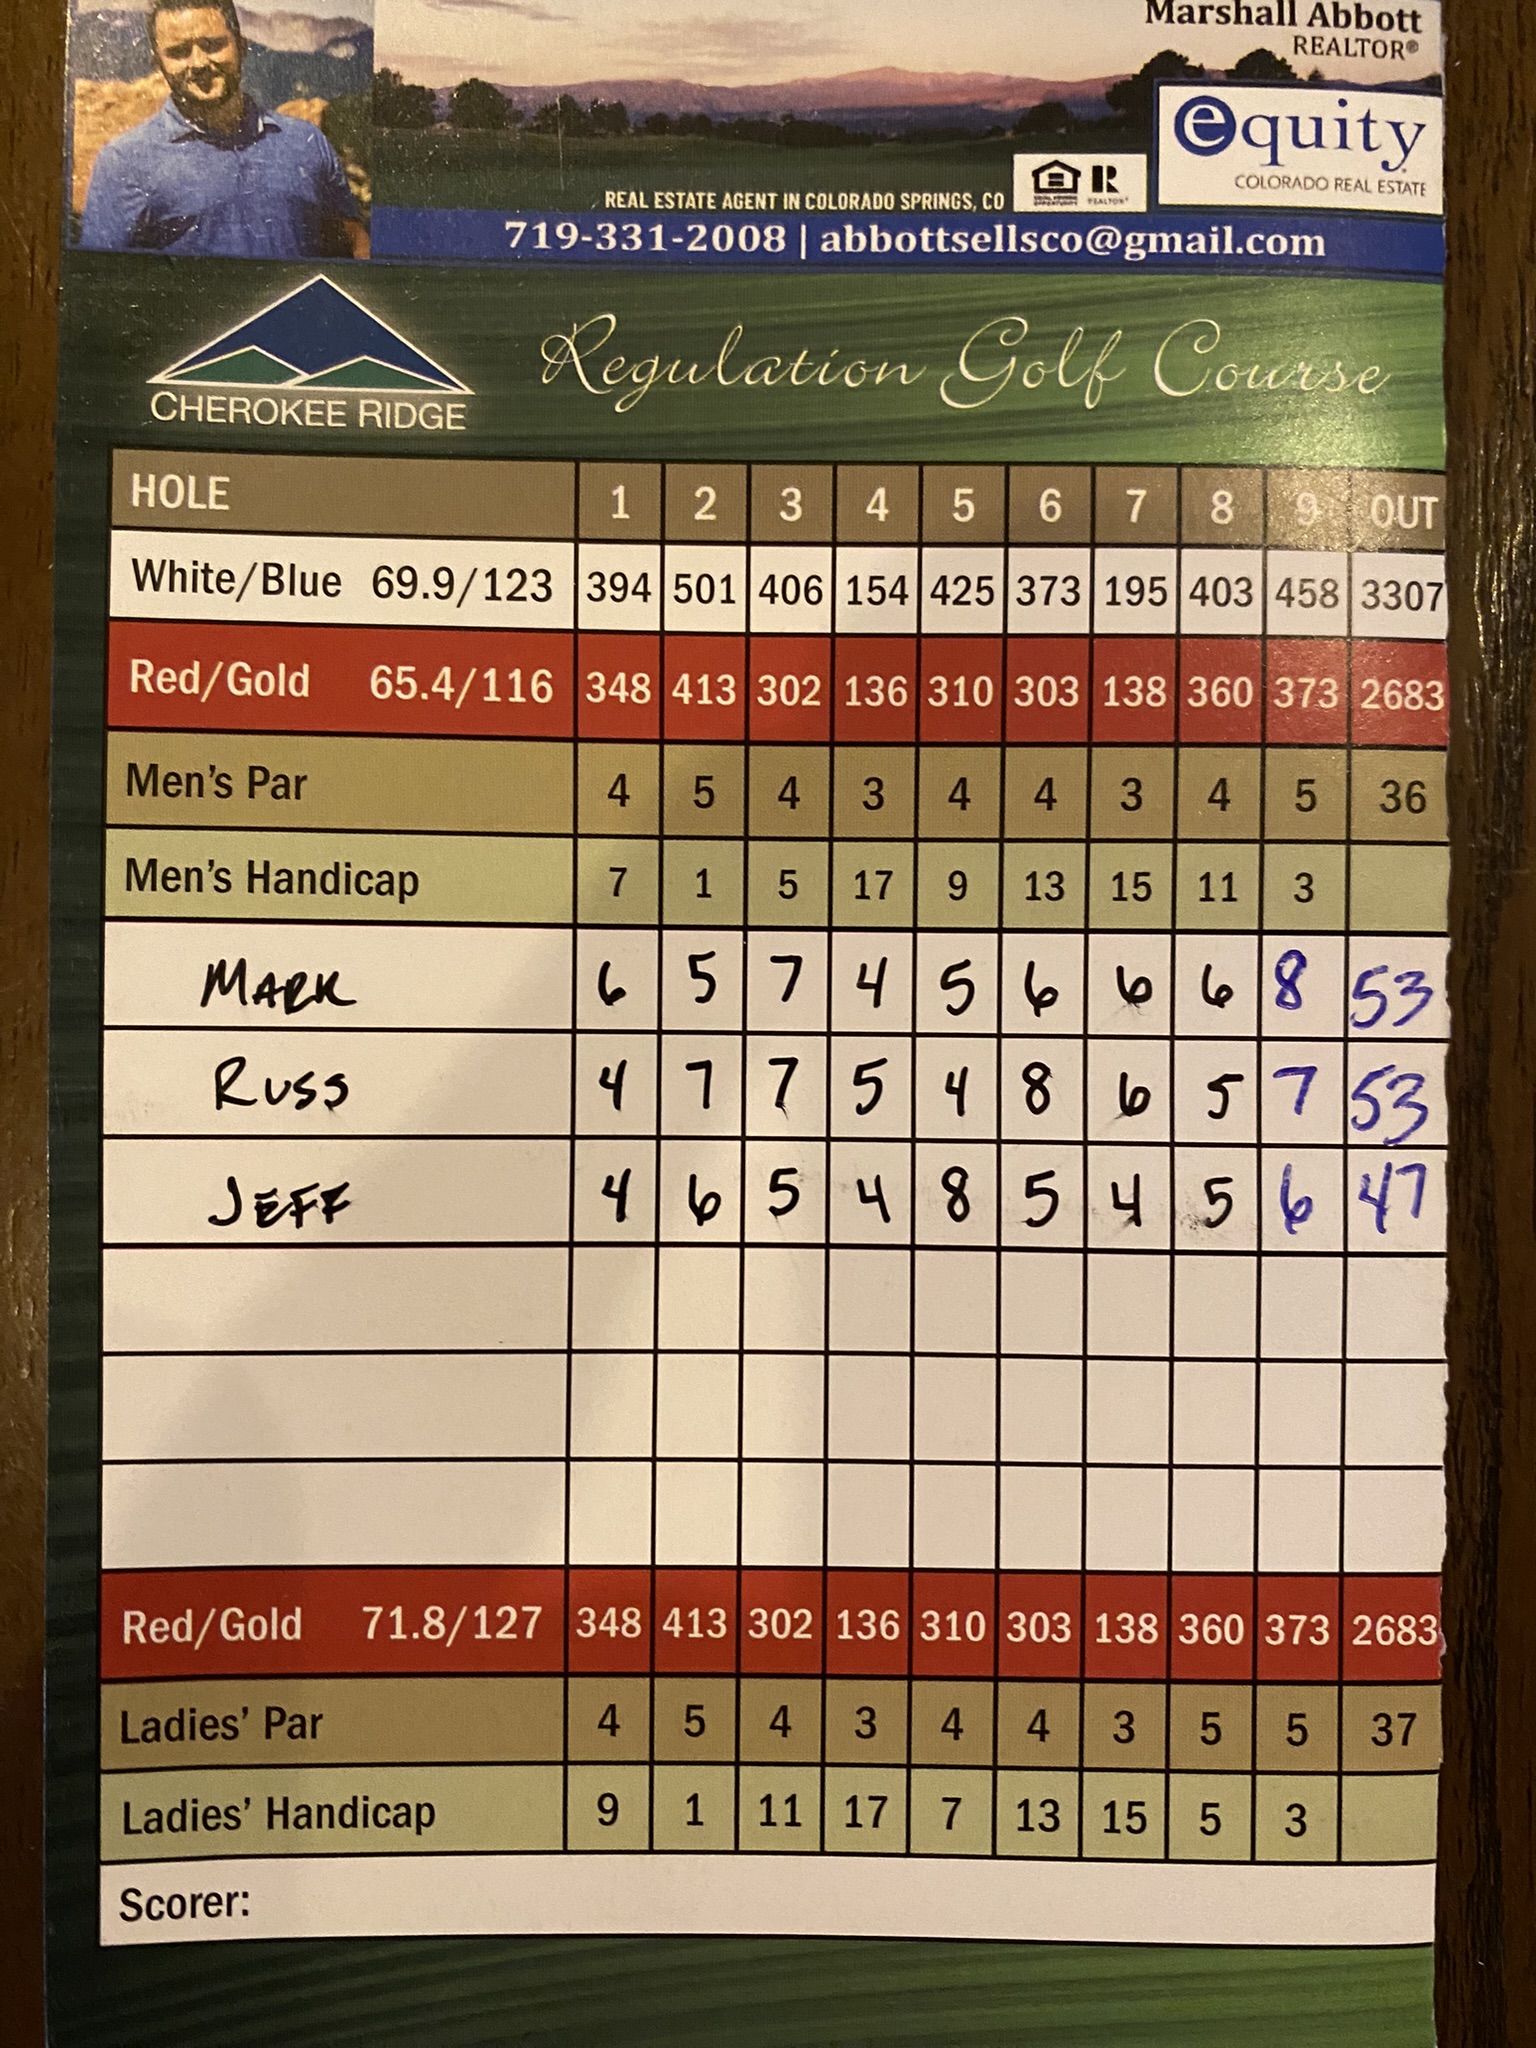 Marshall Abbott
REALTOR®
equity
COLORADO REAL ESTATE
REAL ESTATE AGENT IN COLORADO SPRINGS, CO
R
REALTOR®
719-331-2008 | abbottsellsco@gmail.com
CHEROKEE RIDGE
Regulation Golf Course
HOLE 1 2 3 4 5 6 7 8 9 OUT
White/Blue 69.9/123 394 501 406 154 425 373 195 403 458 3307
Red/Gold 65.4/116 348 413 302 136 310 303 138 360 373 2683
Men's Par 4 5 4 3 4 4 3 4 5 36
Men's Handicap 7 1 5 17 9 13 15 11 3
MARK 6 5 7 4 5 6 6 6 8 53
RUSS 4 7 7 5 4 8 6 5 7 53
JEFF 4 6 5 4 8 5 4 5 6 47
Red/Gold 71.8/127 348 413 302 136 310 303 138 360 373 2683
Ladies' Par 4 5 4 3 4 4 3 5 5 37
Ladies' Handicap 9 1 11 17 7 13 15 5 3
Scorer: